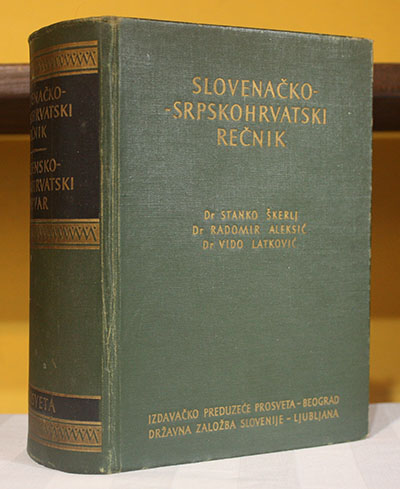 SLOVENAČKO-
-SRPSKOHRVATSKI
REČNIK
Dr STANKO ŠKERLJ
Dr RADOMIR ALEKSIĆ
Dr VIDO LATKOVIĆ
IZDAVAČKO PREDUZEĆE PROSVETA – BEOGRAD
DRŽAVNA ZALOŽBA SLOVENIJE – LJUBLJANA